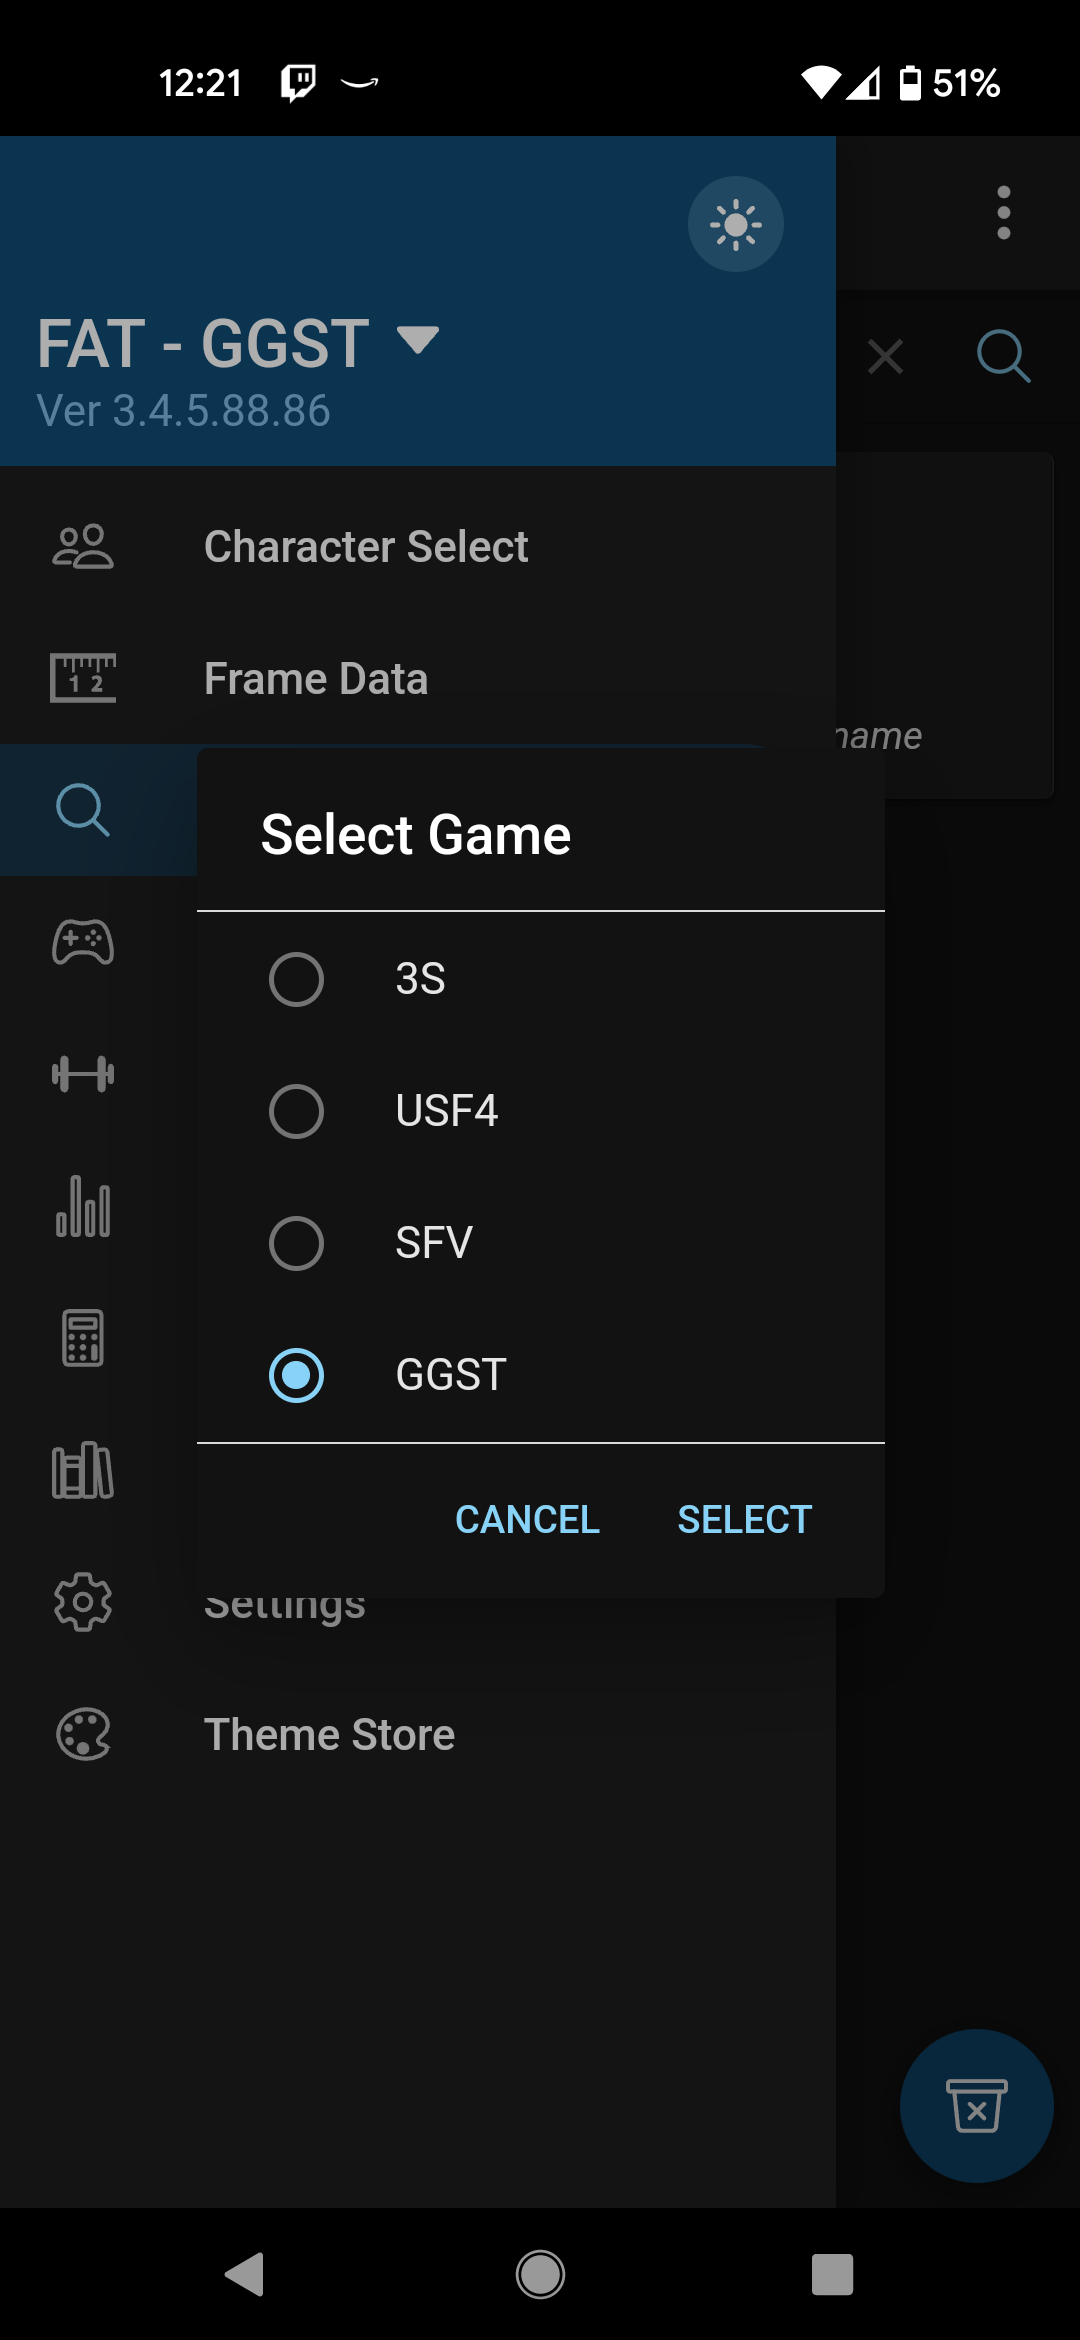 12:21
51%
FAT - GGST
Ver 3.4.5.88.86
Character Select
Frame Data
name
Select Game
3S
USF4
SFV
GGST
CANCEL
SELECT
Settings
Theme Store